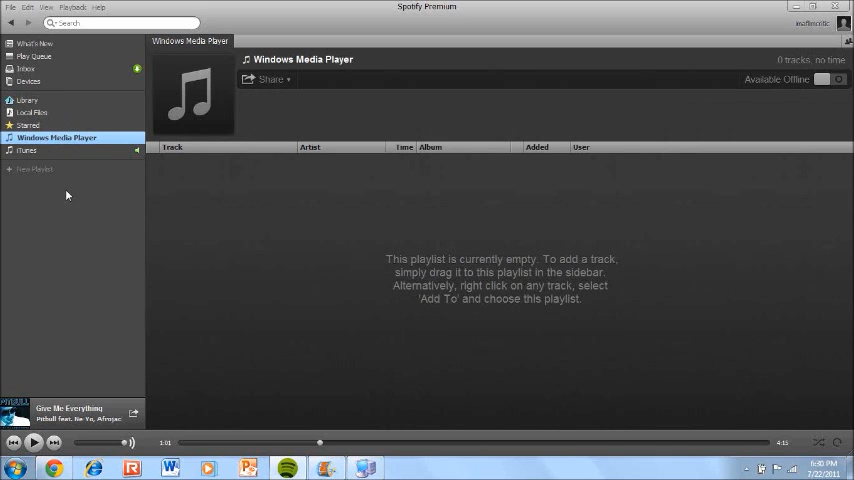 Spotify Premium
File Edit View Playback Help
Search
imafilmcritic
What's New
Play Queue
Inbox
Devices
Library
Local Files
Starred
Windows Media Player
iTunes
+ New Playlist
Windows Media Player
Windows Media Player
0 tracks, no time
Share
Available Offline
Track Artist Time Album Added User
This playlist is currently empty. To add a track,
simply drag it to this playlist in the sidebar.
Alternatively, right click on any track, select
'Add To' and choose this playlist.
PITBULL
Give Me Everything
Pitbull feat. Ne Yo, Afrojac
1:01
4:15
6:30 PM
7/22/2011